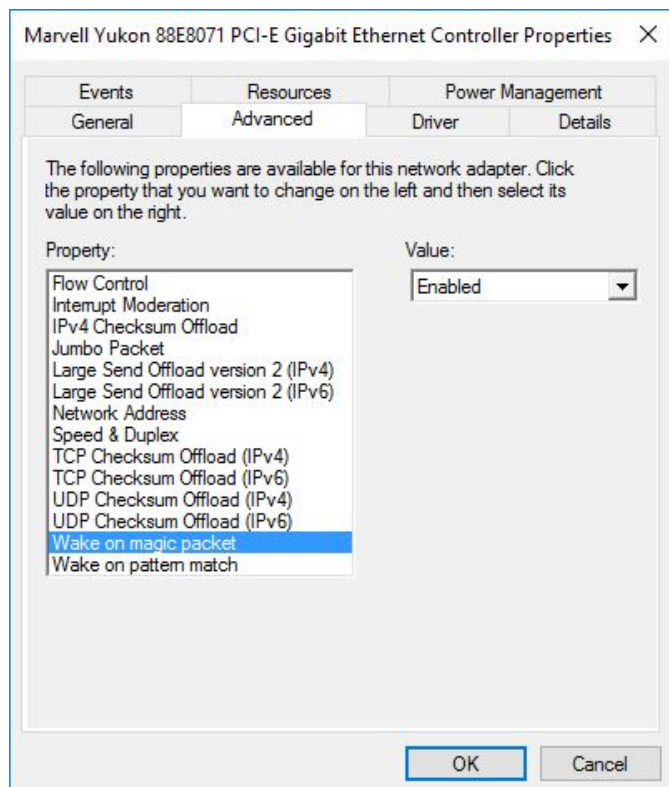 Marvell Yukon 88E8071 PCI-E Gigabit Ethernet Controller Properties
Events Resources Power Management
General Advanced Driver Details
The following properties are available for this network adapter. Click
the property that you want to change on the left and then select its
value on the right.
Property: Value:
Flow Control Enabled
Interrupt Moderation
IPv4 Checksum Offload
Jumbo Packet
Large Send Offload version 2 (IPv4)
Large Send Offload version 2 (IPv6)
Network Address
Speed & Duplex
TCP Checksum Offload (IPv4)
TCP Checksum Offload (IPv6)
UDP Checksum Offload (IPv4)
UDP Checksum Offload (IPv6)
Wake on magic packet
Wake on pattern match
OK Cancel